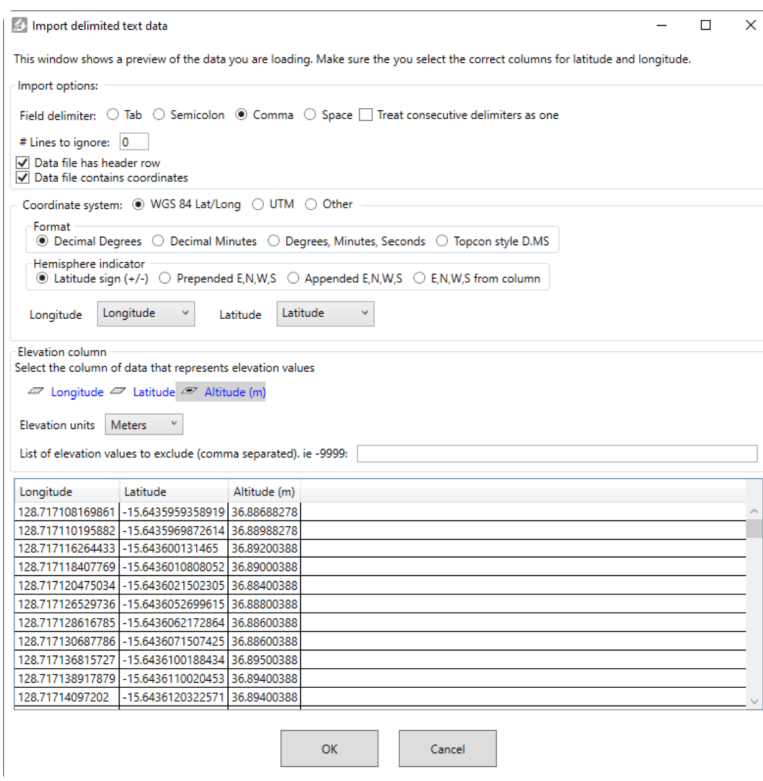 Import delimited text data
This window shows a preview of the data you are loading. Make sure the you select the correct columns for latitude and longitude.
Import options:
Field delimiter: Tab Semicolon Comma Space Treat consecutive delimiters as one
# Lines to ignore: 0
Data file has header row
Data file contains coordinates
Coordinate system: WGS 84 Lat/Long UTM Other
Format
Decimal Degrees Decimal Minutes Degrees, Minutes, Seconds Topcon style D.MS
Hemisphere indicator
Latitude sign (+/-) Prepended E,N,W,S Appended E,N,W,S E,N,W,S from column
Longitude Longitude Latitude Latitude
Elevation column
Select the column of data that represents elevation values
Longitude Latitude Altitude (m)
Elevation units Meters
List of elevation values to exclude (comma separated). ie -9999:
Longitude Latitude Altitude (m)
128.717108169861 -15.6435959358919 36.88688278
128.717110195882 -15.6435969872614 36.88988278
128.717116264433 -15.643600131465 36.89200388
128.717118407769 -15.6436010808052 36.89000388
128.717120475034 -15.6436021502305 36.88400388
128.717126529736 -15.6436052699615 36.88800388
128.717128616785 -15.6436062172864 36.88600388
128.717130687786 -15.6436071507425 36.88600388
128.717136815727 -15.6436100188434 36.89500388
128.717138917879 -15.6436110020453 36.89400388
128.71714097202 -15.6436120322571 36.89400388
OK Cancel